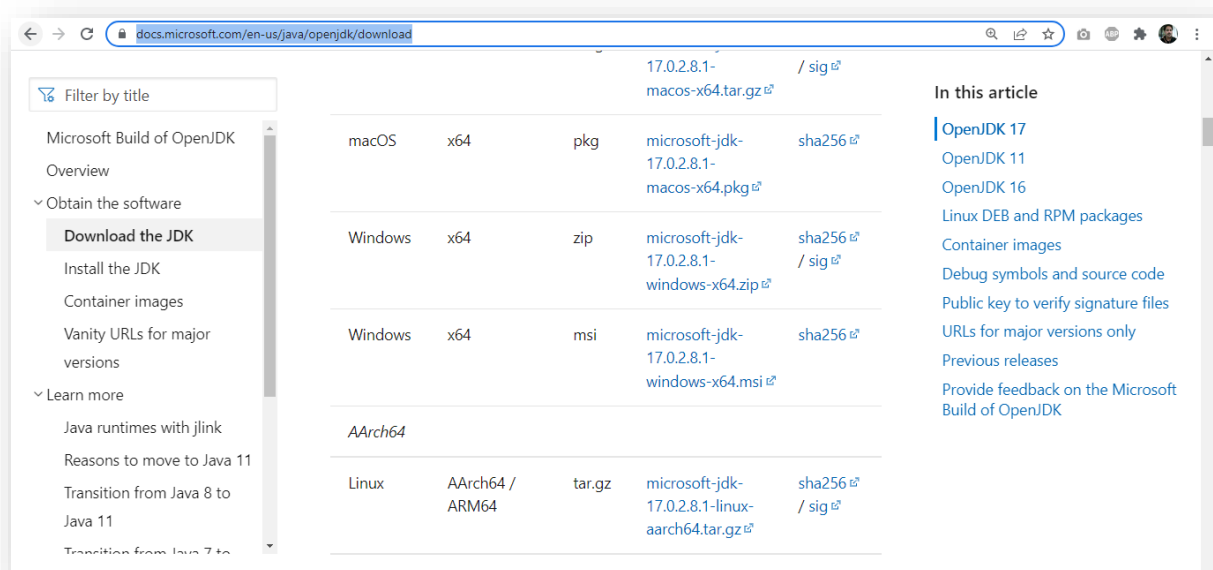 docs.microsoft.com/en-us/java/openjdk/download
ABP
Filter by title
Microsoft Build of OpenJDK
Overview
Obtain the software
Download the JDK
Install the JDK
Container images
Vanity URLs for major
versions
Learn more
Java runtimes with jlink
Reasons to move to Java 11
Transition from Java 8 to
Java 11
Transition from Java 7 to
17.0.2.8.1-
macos-x64.tar.gz
/ sig
macOS x64 pkg microsoft-jdk- sha256
17.0.2.8.1-
macos-x64.pkg
Windows x64 zip microsoft-jdk- sha256
17.0.2.8.1- / sig
windows-x64.zip
Windows x64 msi microsoft-jdk- sha256
17.0.2.8.1-
windows-x64.msi
AArch64
Linux AArch64 / tar.gz microsoft-jdk- sha256
ARM64 17.0.2.8.1-linux- / sig
aarch64.tar.gz
In this article
OpenJDK 17
OpenJDK 11
OpenJDK 16
Linux DEB and RPM packages
Container images
Debug symbols and source code
Public key to verify signature files
URLs for major versions only
Previous releases
Provide feedback on the Microsoft
Build of OpenJDK